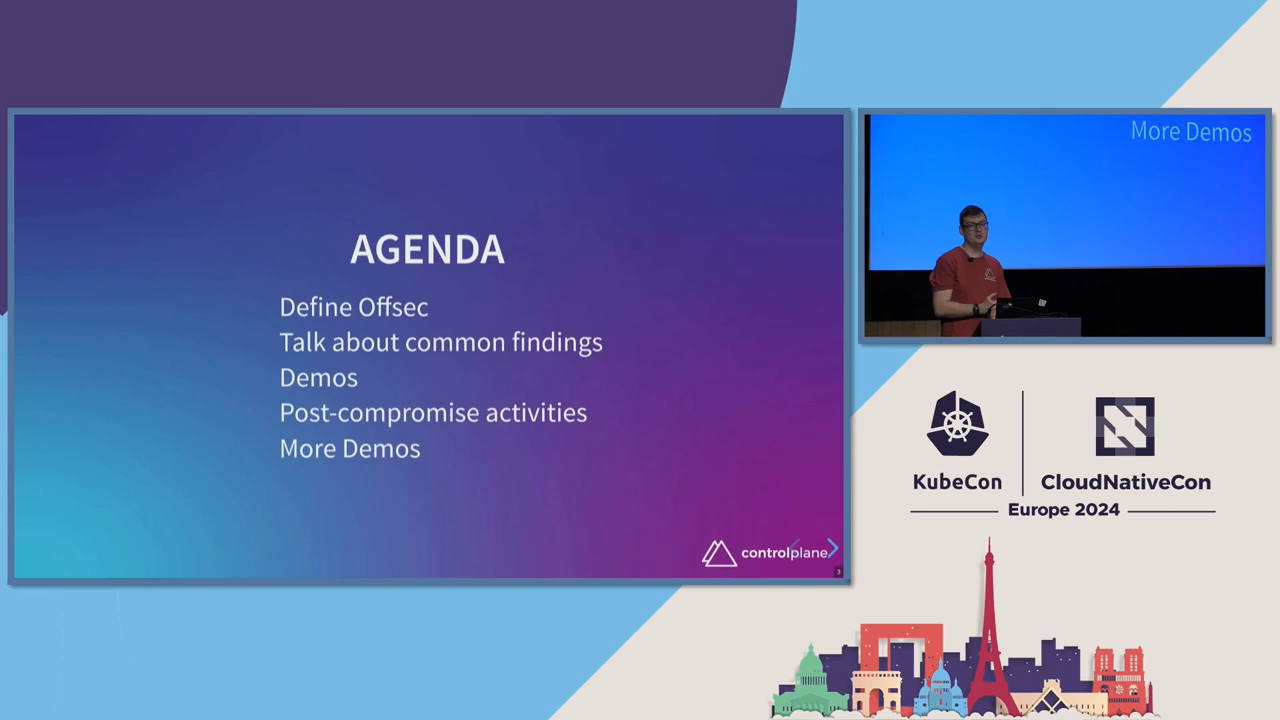 AGENDA
Define Offsec
Talk about common findings
Demos
Post-compromise activities
More Demos
controlplane
3
More Demos
KubeCon
CloudNativeCon
Europe 2024